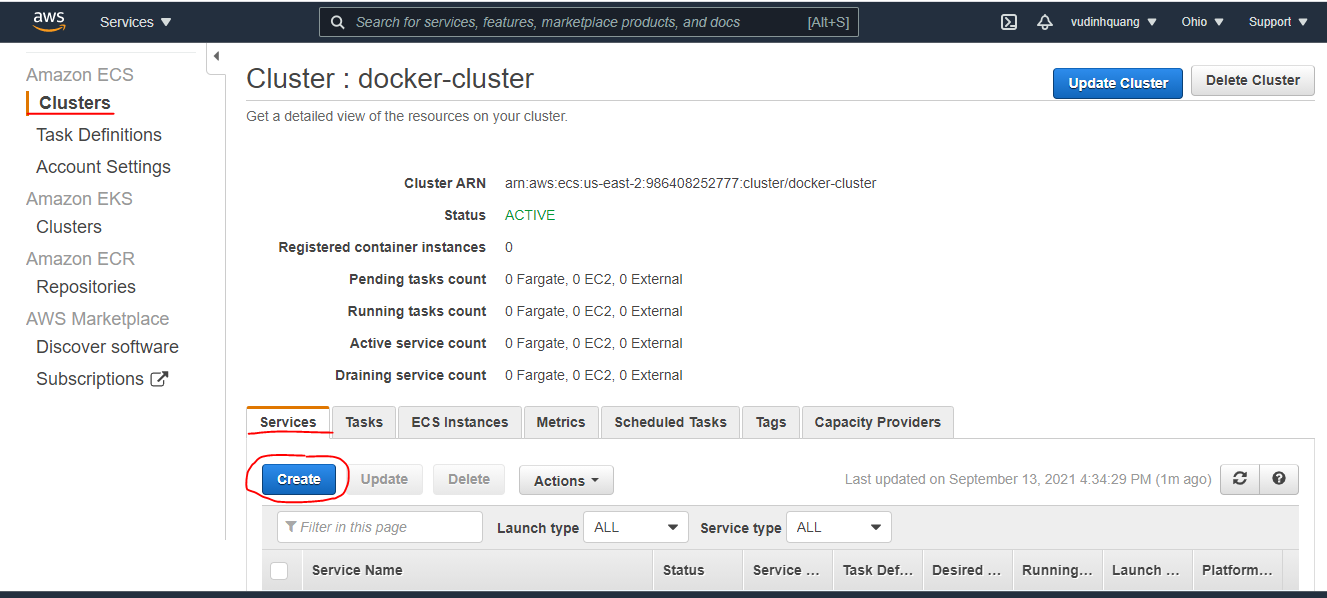 aws Services Search for services, features, marketplace products, and docs [Alt+S] vudinhquang Ohio Support
Amazon ECS
Clusters
Task Definitions
Account Settings
Amazon EKS
Clusters
Amazon ECR
Repositories
AWS Marketplace
Discover software
Subscriptions
Cluster : docker-cluster
Update Cluster Delete Cluster
Get a detailed view of the resources on your cluster.
Cluster ARN arn:aws:ecs:us-east-2:986408252777:cluster/docker-cluster
Status ACTIVE
Registered container instances 0
Pending tasks count 0 Fargate, 0 EC2, 0 External
Running tasks count 0 Fargate, 0 EC2, 0 External
Active service count 0 Fargate, 0 EC2, 0 External
Draining service count 0 Fargate, 0 EC2, 0 External
Services Tasks ECS Instances Metrics Scheduled Tasks Tags Capacity Providers
Create Update Delete Actions Last updated on September 13, 2021 4:34:29 PM (1m ago)
Filter in this page Launch type ALL Service type ALL
Service Name Status Service ... Task Def... Desired ... Running... Launch ... Platform...